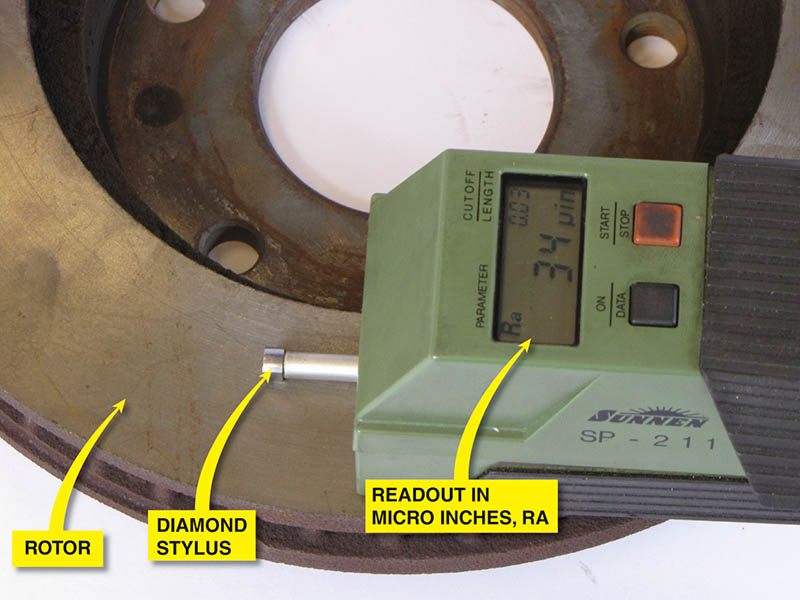 CUTOFF
LENGTH
0.03
PARAMETER
Ra
34 µin
START
STOP
ON
DATA
SUNNEN
SP-211
ROTOR
DIAMOND
STYLUS
READOUT IN
MICRO INCHES, RA